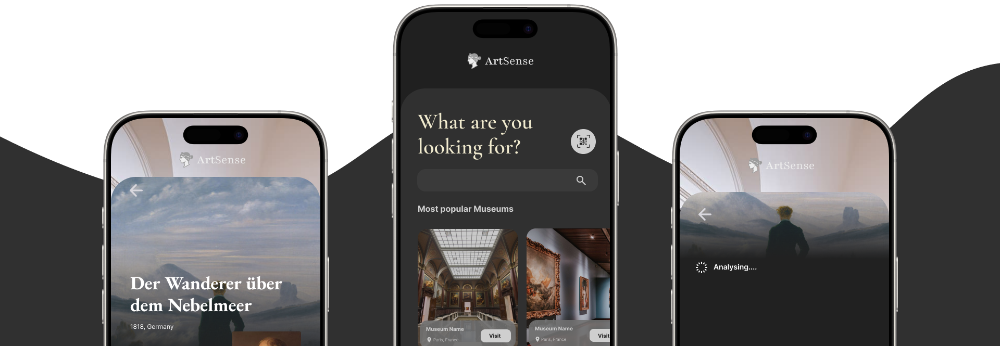 ArtSense
Der Wanderer über
dem Nebelmeer
1818, Germany
ArtSense
What are you
looking for?
Most popular Museums
Museum Name
Paris, France
Visit
Museum Name
Paris, France
Visit
ArtSense
Analysing....